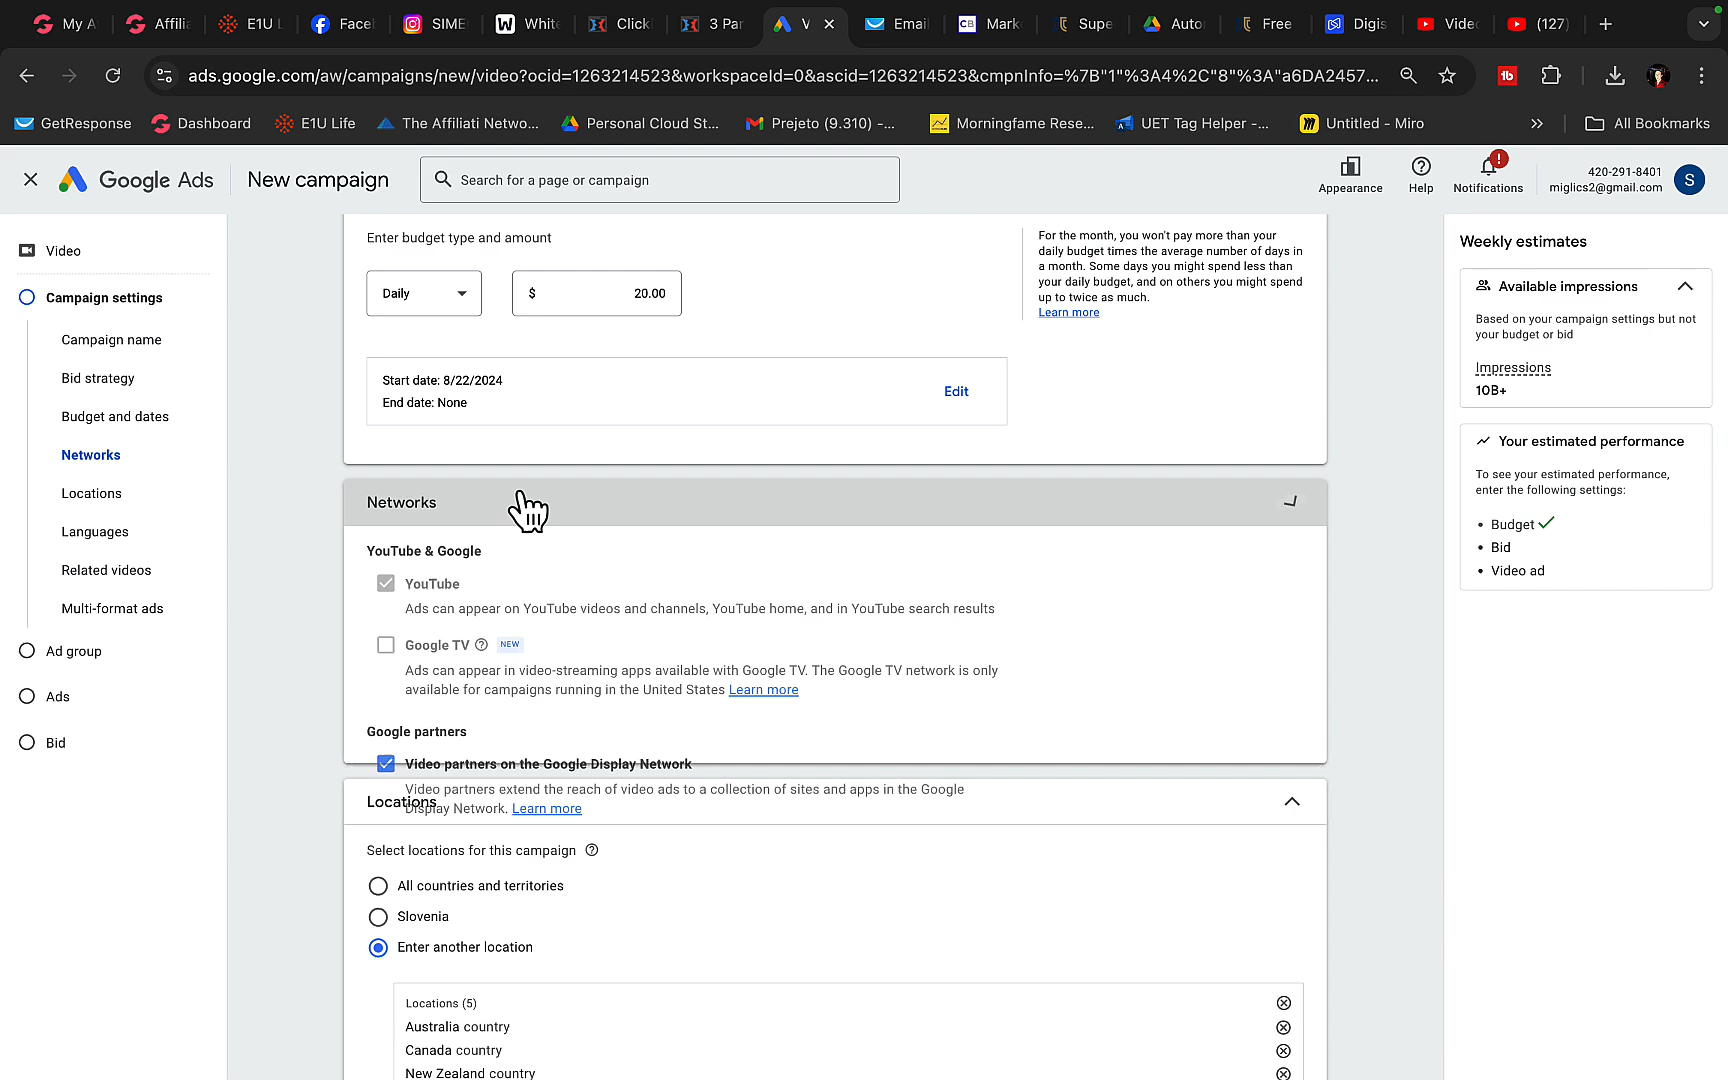 My A
Affilia
E1U L
Face
SIME
White
Click
3 Par
V
Email
Mark
Supe
Auto
Free
Digis
Video
(127)
ads.google.com/aw/campaigns/new/video?ocid=1263214523&workspaceId=0&ascid=1263214523&cmpnInfo=%7B"1"%3A4%2C"8"%3A"a6DA2457...
GetResponse
Dashboard
E1U Life
The Affiliati Netwo...
Personal Cloud St...
Prejeto (9.310) -...
Morningfame Rese...
UET Tag Helper -...
Untitled - Miro
All Bookmarks
Google Ads
New campaign
Search for a page or campaign
Appearance
Help
Notifications
420-291-8401
miglics2@gmail.com
S
Video
Campaign settings
Campaign name
Bid strategy
Budget and dates
Networks
Locations
Languages
Related videos
Multi-format ads
Ad group
Ads
Bid
Enter budget type and amount
Daily
$ 20.00
For the month, you won't pay more than your
daily budget times the average number of days in
a month. Some days you might spend less than
your daily budget, and on others you might spend
up to twice as much.
Learn more
Start date: 8/22/2024
End date: None
Edit
Networks
YouTube & Google
YouTube
Ads can appear on YouTube videos and channels, YouTube home, and in YouTube search results
Google TV NEW
Ads can appear in video-streaming apps available with Google TV. The Google TV network is only
available for campaigns running in the United States Learn more
Google partners
Video partners on the Google Display Network
Video partners extend the reach of video ads to a collection of sites and apps in the Google
Display Network. Learn more
Locations
Select locations for this campaign
All countries and territories
Slovenia
Enter another location
Locations (5)
Australia country
Canada country
New Zealand country
Weekly estimates
Available impressions
Based on your campaign settings but not
your budget or bid
Impressions
10B+
Your estimated performance
To see your estimated performance,
enter the following settings:
• Budget
• Bid
• Video ad